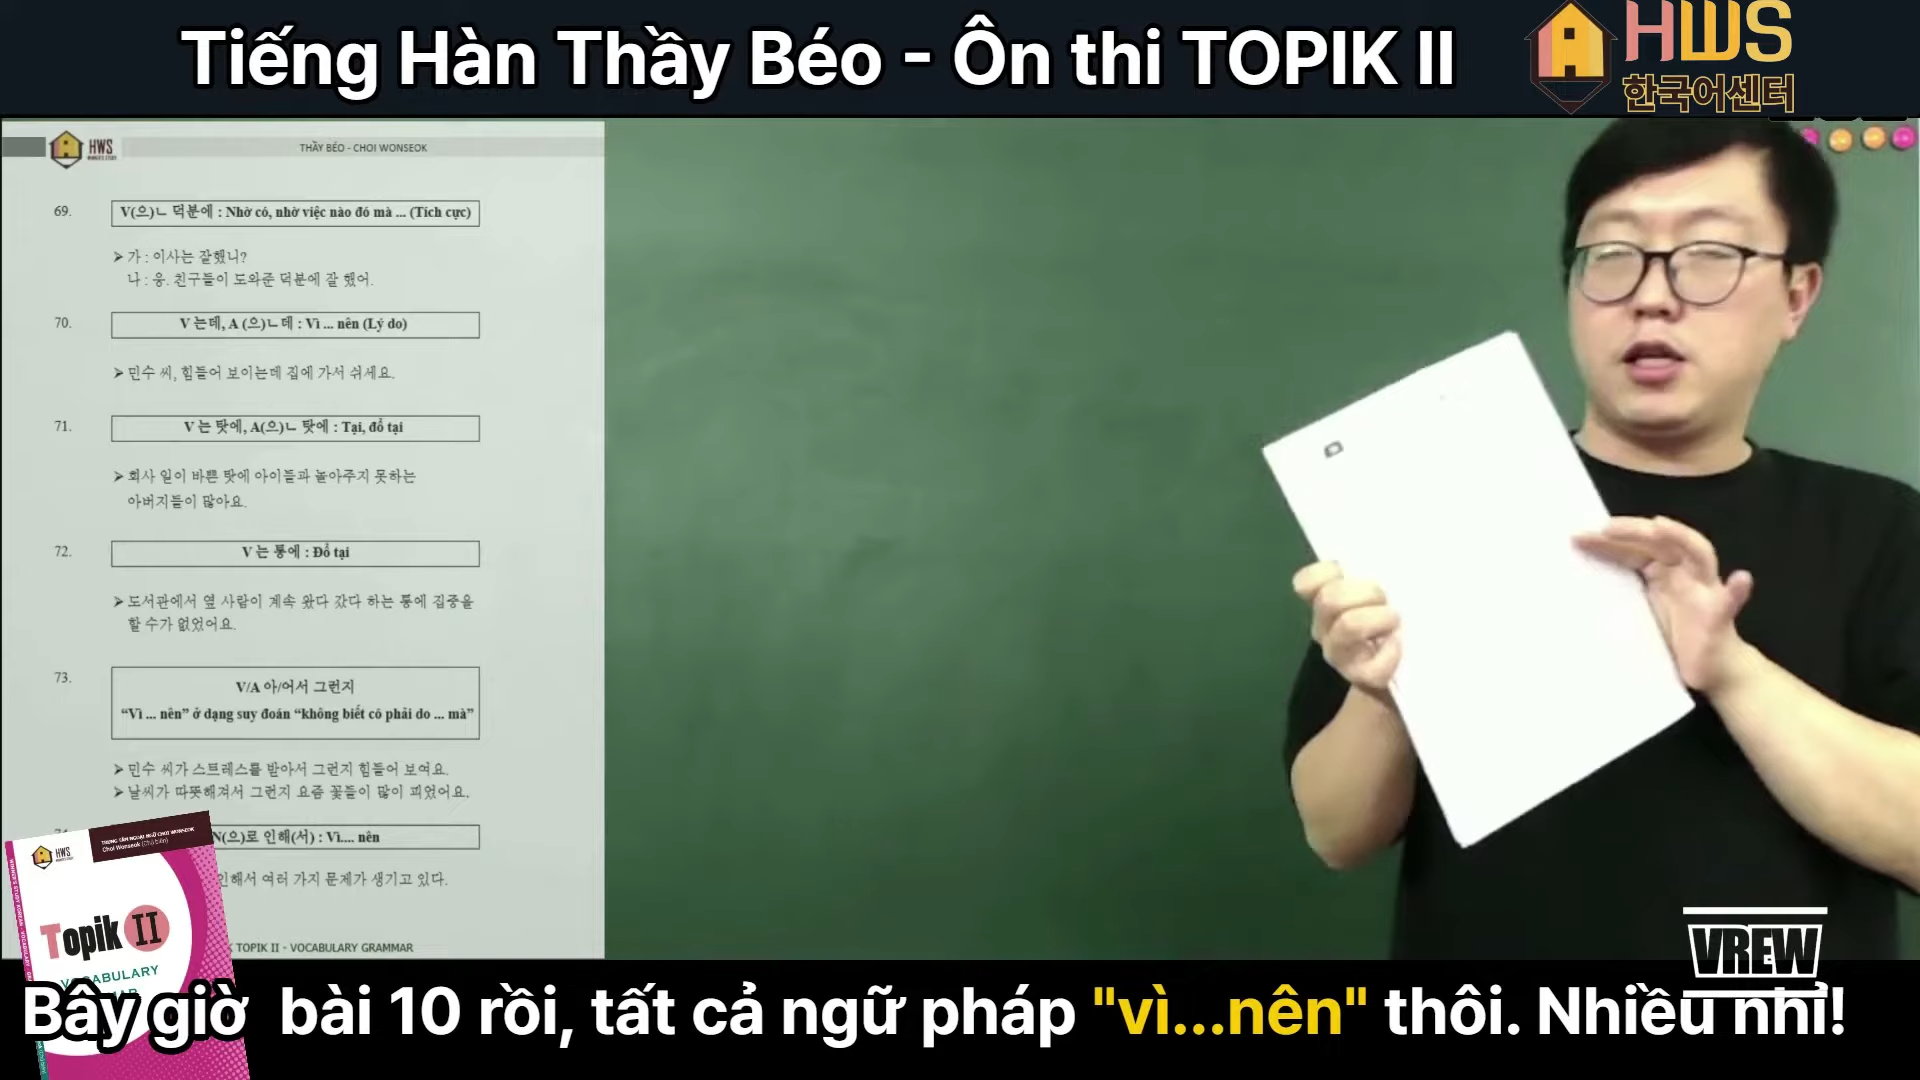 Tiếng Hàn Thầy Béo - Ôn thi TOPIK II
HWS
한국어센터
HWS
THẦY BÉO - CHOI WONSEOK
69.
V(으)ㄴ 덕분에 : Nhờ có, nhờ việc nào đó mà ... (Tích cực)
➢ 가 : 이사는 잘했니?
나 : 응. 친구들이 도와준 덕분에 잘 했어.
70.
V 는데, A (으)ㄴ데 : Vì ... nên (Lý do)
➢ 민수 씨, 힘들어 보이는데 집에 가서 쉬세요.
71.
V 는 탓에, A(으)ㄴ 탓에 : Tại, đổ tại
➢ 회사 일이 바쁜 탓에 아이들과 놀아주지 못하는
아버지들이 많아요.
72.
V 는 통에 : Đổ tại
➢ 도서관에서 옆 사람이 계속 왔다 갔다 하는 통에 집중을
할 수가 없었어요.
73.
V/A 아/어서 그런지
“Vì ... nên” ở dạng suy đoán “không biết có phải do ... mà”
➢ 민수 씨가 스트레스를 받아서 그런지 힘들어 보여요.
➢ 날씨가 따뜻해져서 그런지 요즘 꽃들이 많이 피었어요.
N(으)로 인해(서) : Vì.... nên
인해서 여러 가지 문제가 생기고 있다.
TOPIK II - VOCABULARY GRAMMAR
HWS
Choi Wonseok
Topik II
VOCABULARY
VREW
Bây giờ bài 10 rồi, tất cả ngữ pháp "vì...nên" thôi. Nhiều nhỉ!